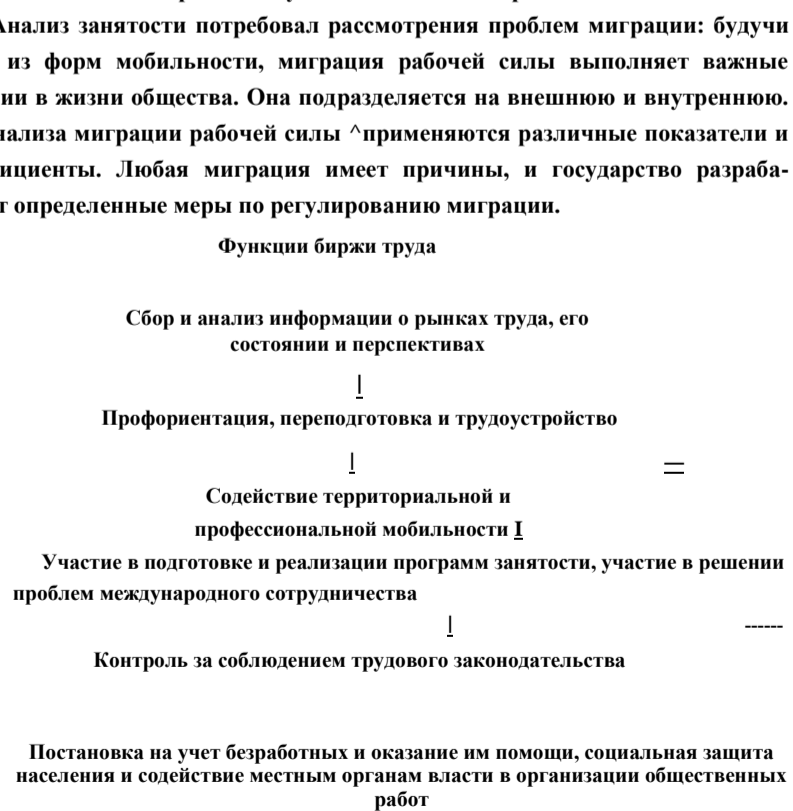 Анализ занятости потребовал рассмотрения проблем миграции: будучи
из форм мобильности, миграция рабочей силы выполняет важные
ии в жизни общества. Она подразделяется на внешнюю и внутреннюю.
нализа миграции рабочей силы ^применяются различные показатели и
ициенты. Любая миграция имеет причины, и государство разраба-
т определенные меры по регулированию миграции.
Функции биржи труда
Сбор и анализ информации о рынках труда, его
состоянии и перспективах
|
Профориентация, переподготовка и трудоустройство
| —
Содействие территориальной и
профессиональной мобильности I
Участие в подготовке и реализации программ занятости, участие в решении
проблем международного сотрудничества
| ------
Контроль за соблюдением трудового законодательства
Постановка на учет безработных и оказание им помощи, социальная защита
населения и содействие местным органам власти в организации общественных
работ